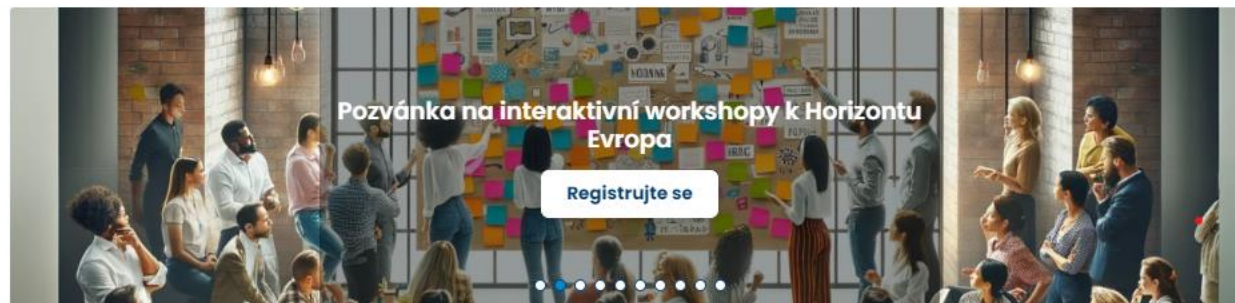 Pozvánka na interaktivní workshopy k Horizontu
Evropa
Registrujte se